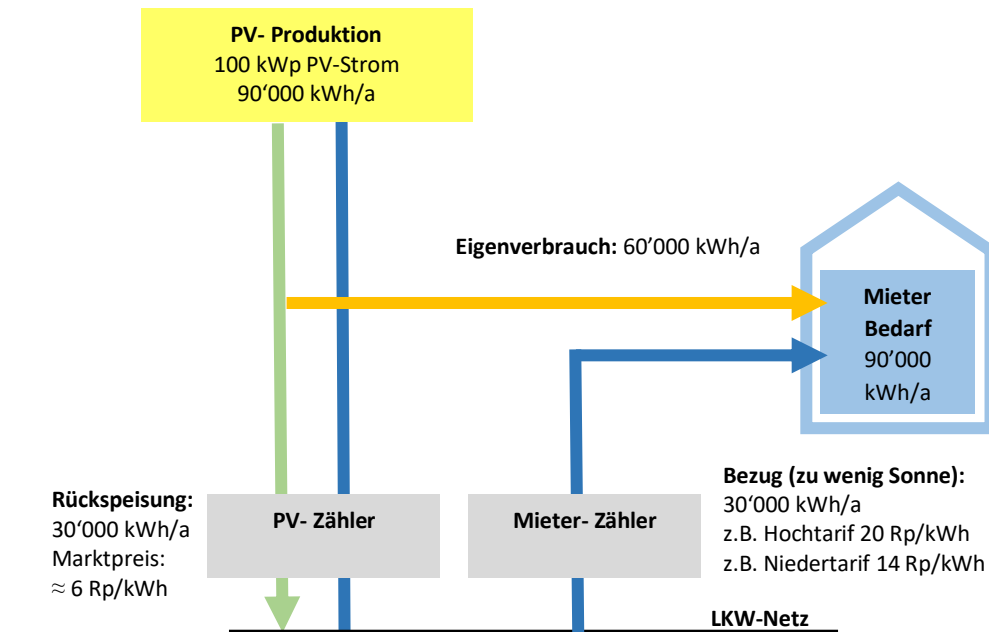 PV- Produktion
100 kWp PV-Strom
90‘000 kWh/a
Eigenverbrauch: 60’000 kWh/a
Mieter
Bedarf
90’000
kWh/a
Rückspeisung:
30‘000 kWh/a
Marktpreis:
≈ 6 Rp/kWh
PV- Zähler
Mieter- Zähler
Bezug (zu wenig Sonne):
30’000 kWh/a
z.B. Hochtarif 20 Rp/kWh
z.B. Niedertarif 14 Rp/kWh
LKW-Netz